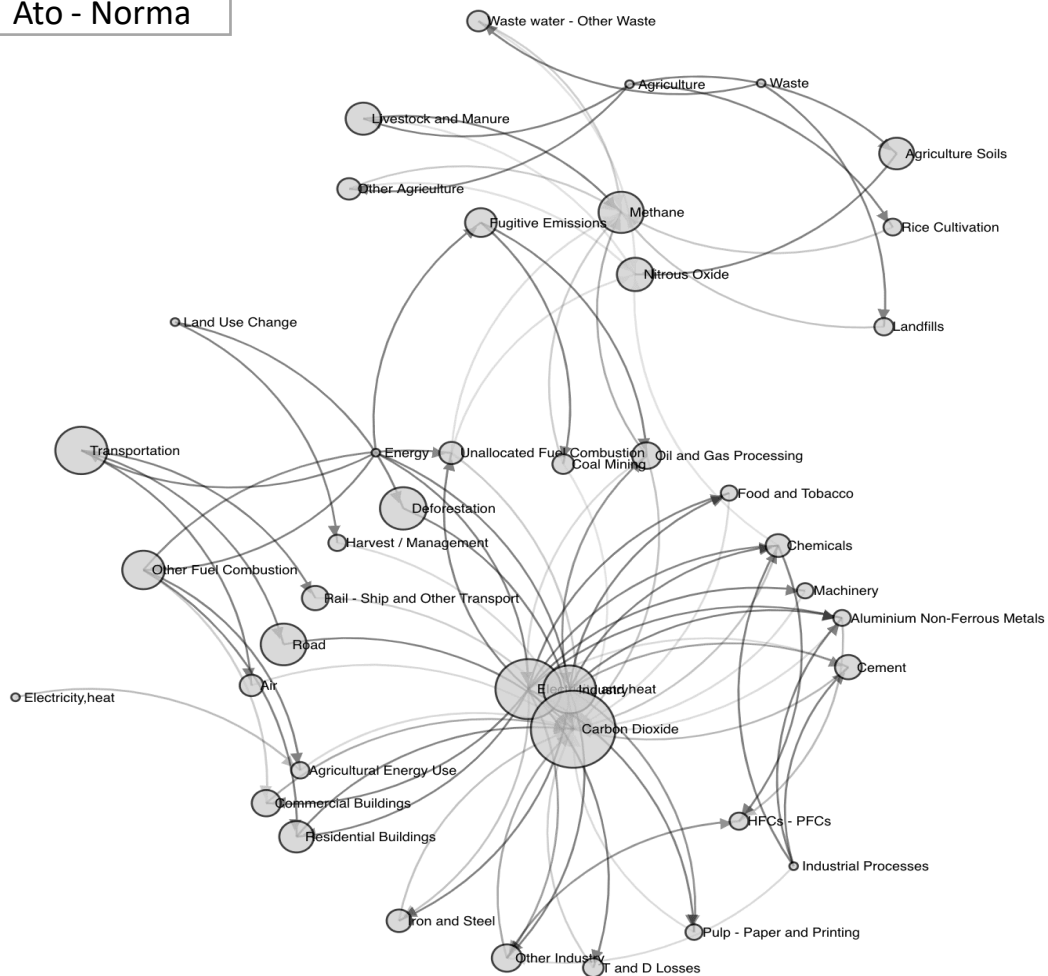 Ato - Norma
Waste water - Other Waste
Agriculture
Waste
Livestock and Manure
Agriculture Soils
Other Agriculture
Methane
Fugitive Emissions
Rice Cultivation
Nitrous Oxide
Land Use Change
Landfills
Transportation
Energy
Unallocated Fuel Combustion
Oil and Gas Processing
Coal Mining
Food and Tobacco
Deforestation
Harvest / Management
Chemicals
Other Fuel Combustion
Machinery
Rail - Ship and Other Transport
Aluminium Non-Ferrous Metals
Road
Cement
Air
Industry
and heat
Electricity,heat
Carbon Dioxide
Agricultural Energy Use
Commercial Buildings
HFCs - PFCs
Residential Buildings
Industrial Processes
Iron and Steel
Pulp - Paper and Printing
Other Industry
T and D Losses